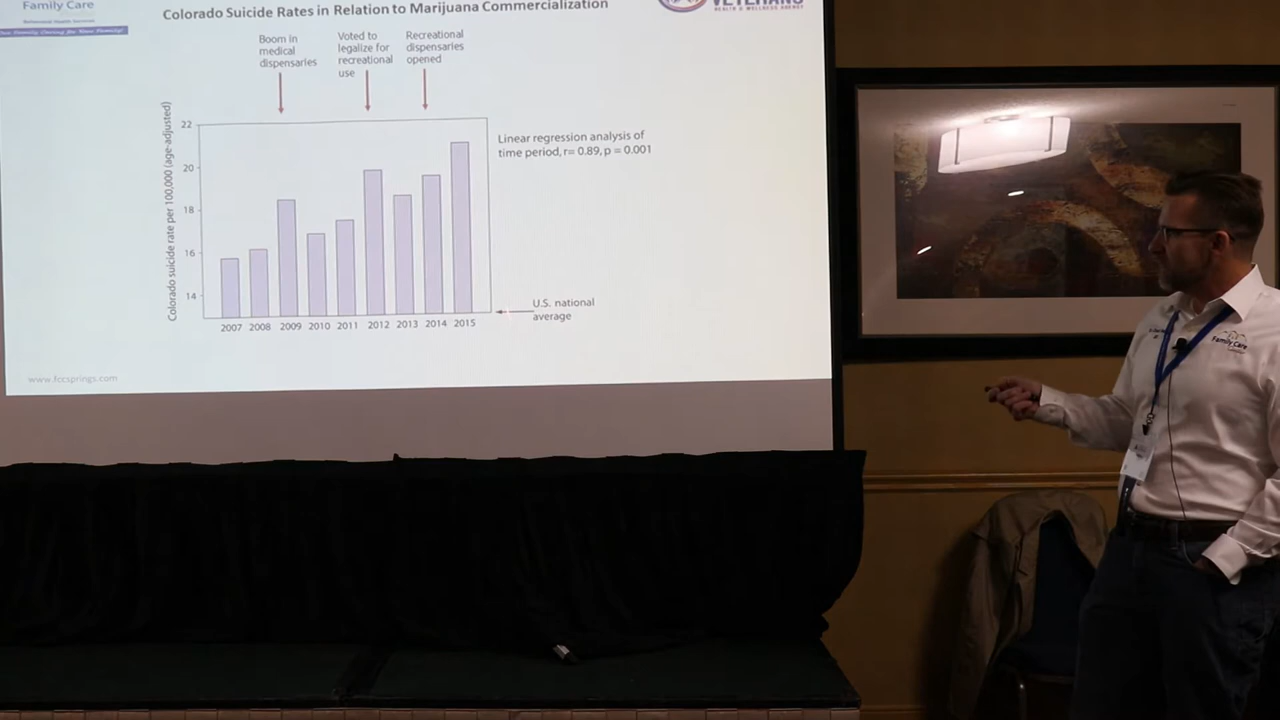 Family Care
Behavioral Health Services
Colorado Suicide Rates in Relation to Marijuana Commercialization
VETERANS
HEALTH & WELLNESS AGENCY
Boom in
medical
dispensaries
Voted to
legalize for
recreational
use
Recreational
dispensaries
opened
Colorado suicide rate per 100,000 (age-adjusted)
22
20
18
16
14
2007 2008 2009 2010 2011 2012 2013 2014 2015
Linear regression analysis of
time period, r= 0.89, p = 0.001
U.S. national
average
www.fccsprings.com
Family Care